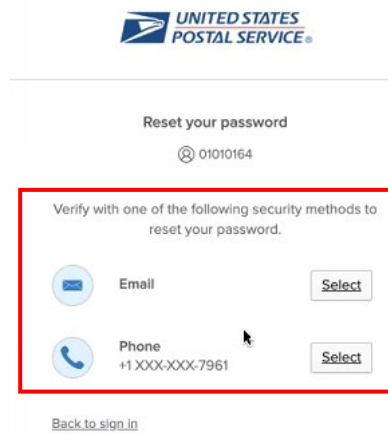 UNITED STATES
POSTAL SERVICE®
Reset your password
01010164
Verify with one of the following security methods to
reset your password.
Email
Select
Phone
+1 XXX-XXX-7961
Select
Back to sign in